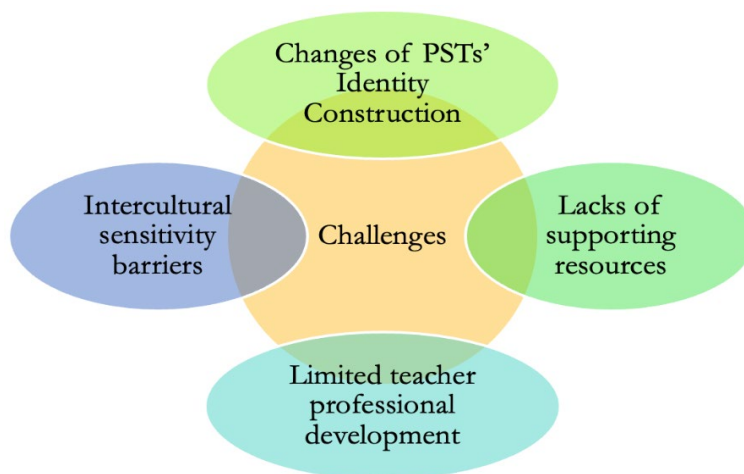 Changes of PSTs'
Identity
Construction
Intercultural
sensitivity
barriers
Challenges
Lacks of
supporting
resources
Limited teacher
professional
development